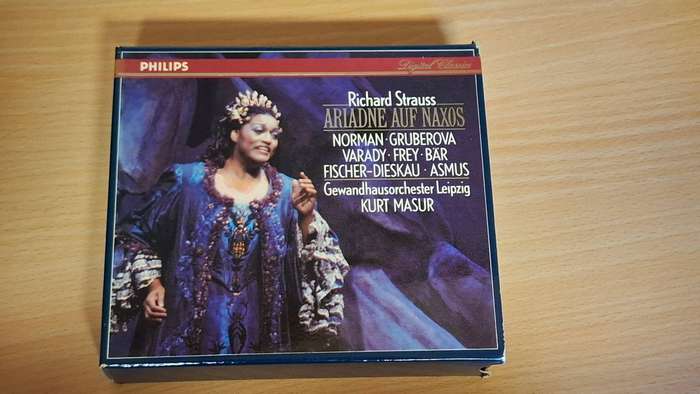 PHILIPS
Digital Classics
Richard Strauss
ARIADNE AUF NAXOS
NORMAN · GRUBEROVA
VARADY · FREY · BÄR
FISCHER-DIESKAU · ASMUS
Gewandhausorchester Leipzig
KURT MASUR